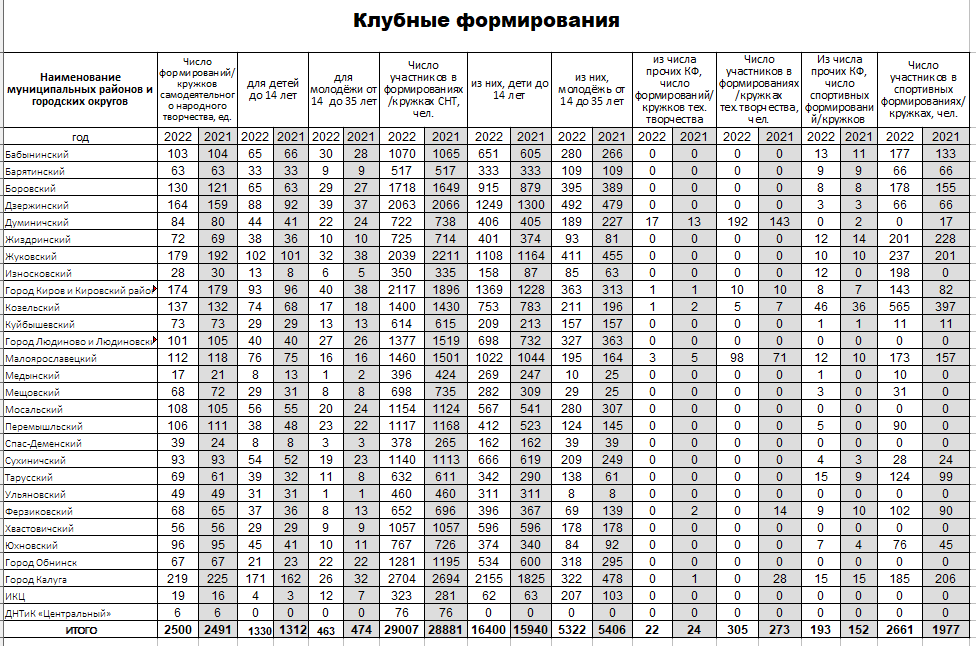 Клубные формирования
Наименование муниципальных районов и городских округов | Число формирований/кружков самодеятельного народного творчества, ед. | для детей до 14 лет | для молодёжи от 14 до 35 лет | Число участников в формированиях/кружках СНТ, чел. | из них, дети до 14 лет | из них, молодёжь от 14 до 35 лет | из числа прочих КФ, число формирований/кружков тех. творчества | Число участников в формированиях/кружках тех.творчества, чел. | Из числа прочих КФ, число спортивных формирований/кружков | Число участников в спортивных формированиях/кружках, чел.
год 2022 2021 2022 2021 2022 2021 2022 2021 2022 2021 2022 2021 2022 2021 2022 2021 2022 2021 2022 2021
Бабынинский 103 104 65 66 30 28 1070 1065 651 605 280 266 0 0 0 0 13 11 177 133
Барятинский 63 63 33 33 9 9 517 517 333 333 109 109 0 0 0 0 9 9 66 66
Боровский 130 121 65 63 29 27 1718 1649 915 879 395 389 0 0 0 0 8 8 178 155
Дзержинский 164 159 88 92 39 37 2063 2066 1249 1300 492 479 0 0 0 0 3 3 66 66
Думиничский 84 80 44 41 22 24 722 738 406 405 189 227 17 13 192 143 0 2 0 17
Жиздринский 72 69 38 36 10 10 725 714 401 374 93 81 0 0 0 0 12 14 201 228
Жуковский 179 192 102 101 32 38 2039 2211 1108 1164 411 455 0 0 0 0 10 10 237 201
Износковский 28 30 13 8 6 5 350 335 158 87 85 63 0 0 0 0 12 0 198 0
Город Киров и Кировский район 174 179 93 96 40 38 2117 1896 1369 1228 363 313 1 1 10 10 8 7 143 82
Козельский 137 132 74 68 17 18 1400 1430 753 783 211 196 1 2 5 7 46 36 565 397
Куйбышевский 73 73 29 29 13 13 614 615 209 213 157 157 0 0 0 0 1 1 11 11
Город Людиново и Людиновски 101 105 40 40 27 26 1377 1519 698 732 327 363 0 0 0 0 0 0 0 0
Малоярославецкий 112 118 76 75 16 16 1460 1501 1022 1044 195 164 3 5 98 71 12 10 173 157
Медынский 17 21 8 13 1 2 396 424 269 247 10 25 0 0 0 0 1 0 10 0
Мещовский 68 72 29 31 8 8 698 735 282 309 29 25 0 0 0 0 3 0 31 0
Мосальский 108 105 56 55 20 24 1154 1124 567 541 280 307 0 0 0 0 0 0 0 0
Перемышльский 106 111 38 48 23 22 1117 1168 412 523 124 145 0 0 0 0 5 0 90 0
Спас-Деменский 39 24 8 8 3 3 378 265 162 162 39 39 0 0 0 0 0 0 0 0
Сухиничский 93 93 54 52 19 23 1140 1113 666 619 209 249 0 0 0 0 4 3 28 24
Тарусский 69 61 39 32 11 8 632 611 342 290 138 61 0 0 0 0 15 9 124 99
Ульяновский 49 49 31 31 1 1 460 460 311 311 8 8 0 0 0 0 0 0 0 0
Ферзиковский 68 65 37 36 8 13 652 696 396 367 69 139 0 2 0 14 9 10 102 90
Хвастовичский 56 56 29 29 9 9 1057 1057 596 596 178 178 0 0 0 0 0 0 0 0
Юхновский 96 95 45 41 10 11 767 726 374 340 84 92 0 0 0 0 7 4 76 45
Город Обнинск 67 67 21 23 22 22 1281 1195 534 600 318 295 0 0 0 0 0 0 0 0
Город Калуга 219 225 171 162 26 32 2704 2694 2155 1825 322 478 0 1 0 28 15 15 185 206
ИКЦ 19 16 4 3 12 7 323 281 62 63 207 103 0 0 0 0 0 0 0 0
ДНТиК «Центральный» 6 6 0 0 0 0 76 76 0 0 0 0 0 0 0 0 0 0 0 0
ИТОГО 2500 2491 1330 1312 463 474 29007 28881 16400 15940 5322 5406 22 24 305 273 193 152 2661 1977